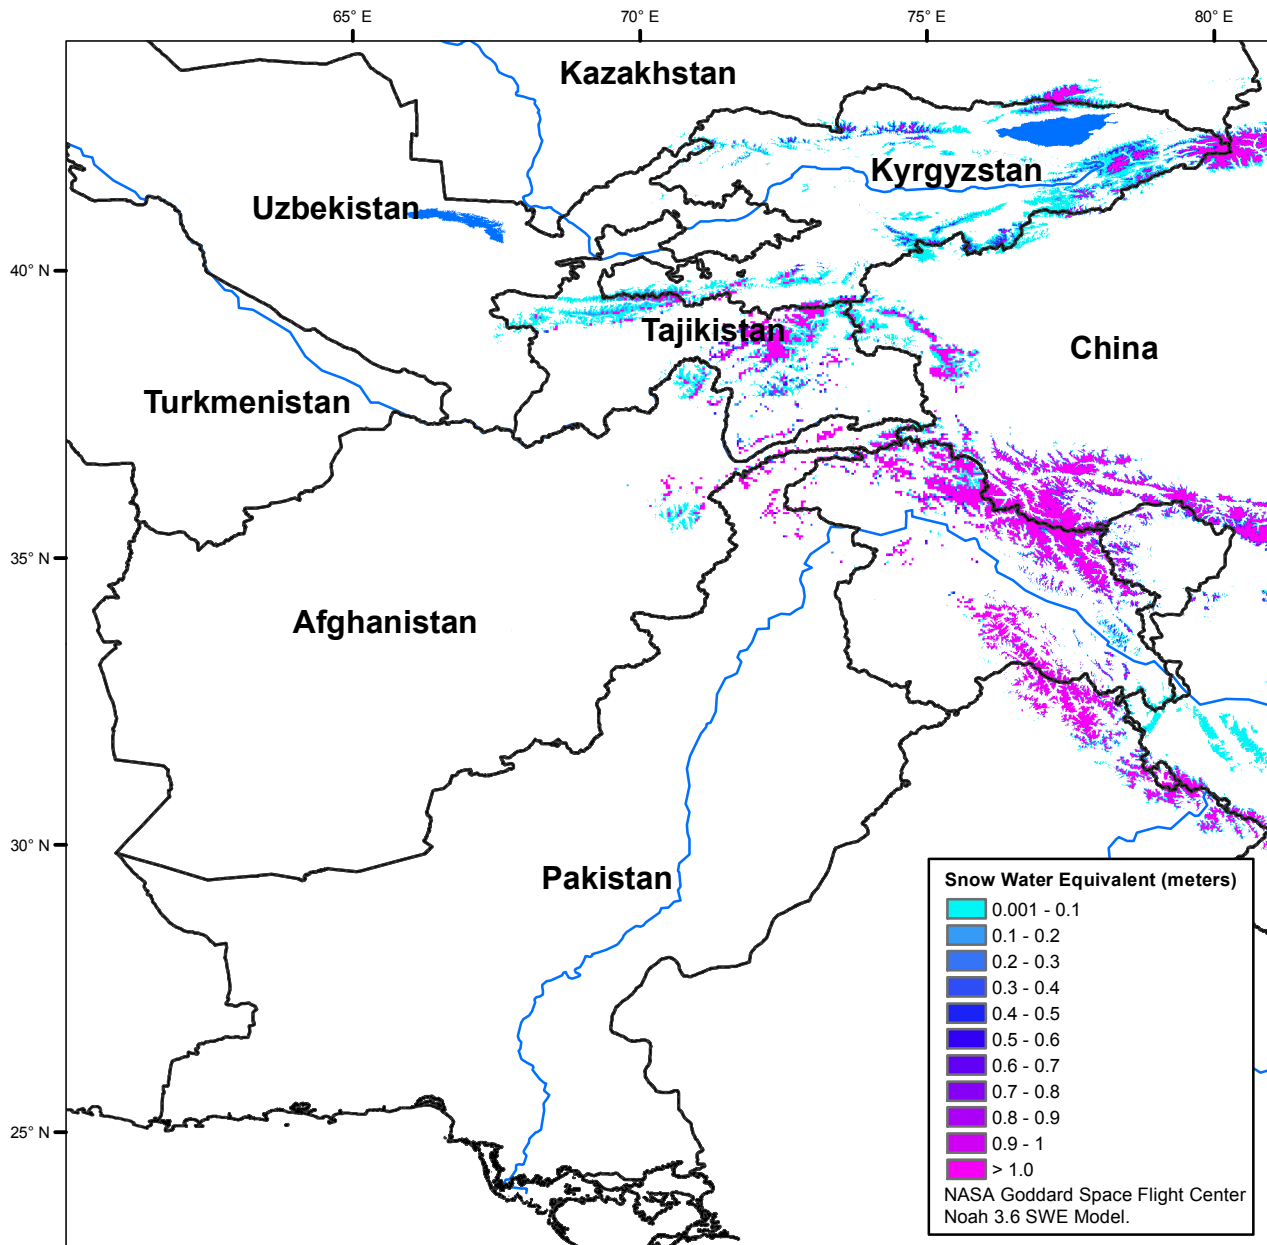 65° E
70° E
75° E
80° E
Kazakhstan
Kyrgyzstan
Uzbekistan
40° N
Tajikistan
China
Turkmenistan
35° N
Afghanistan
30° N
Pakistan
25° N
Snow Water Equivalent (meters)
0.001 - 0.1
0.1 - 0.2
0.2 - 0.3
0.3 - 0.4
0.4 - 0.5
0.5 - 0.6
0.6 - 0.7
0.7 - 0.8
0.8 - 0.9
0.9 - 1
> 1.0
NASA Goddard Space Flight Center
Noah 3.6 SWE Model.